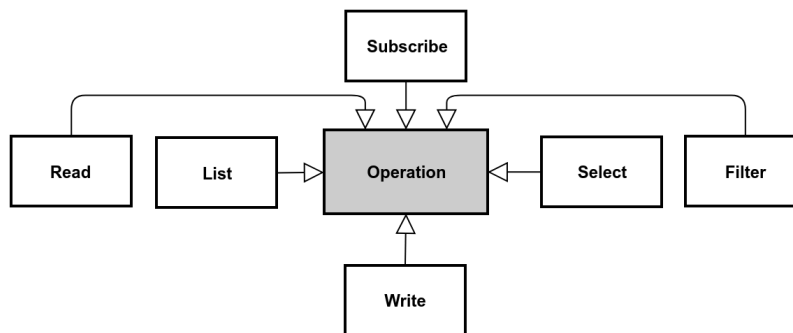 Subscribe
Read
List
Operation
Select
Filter
Write